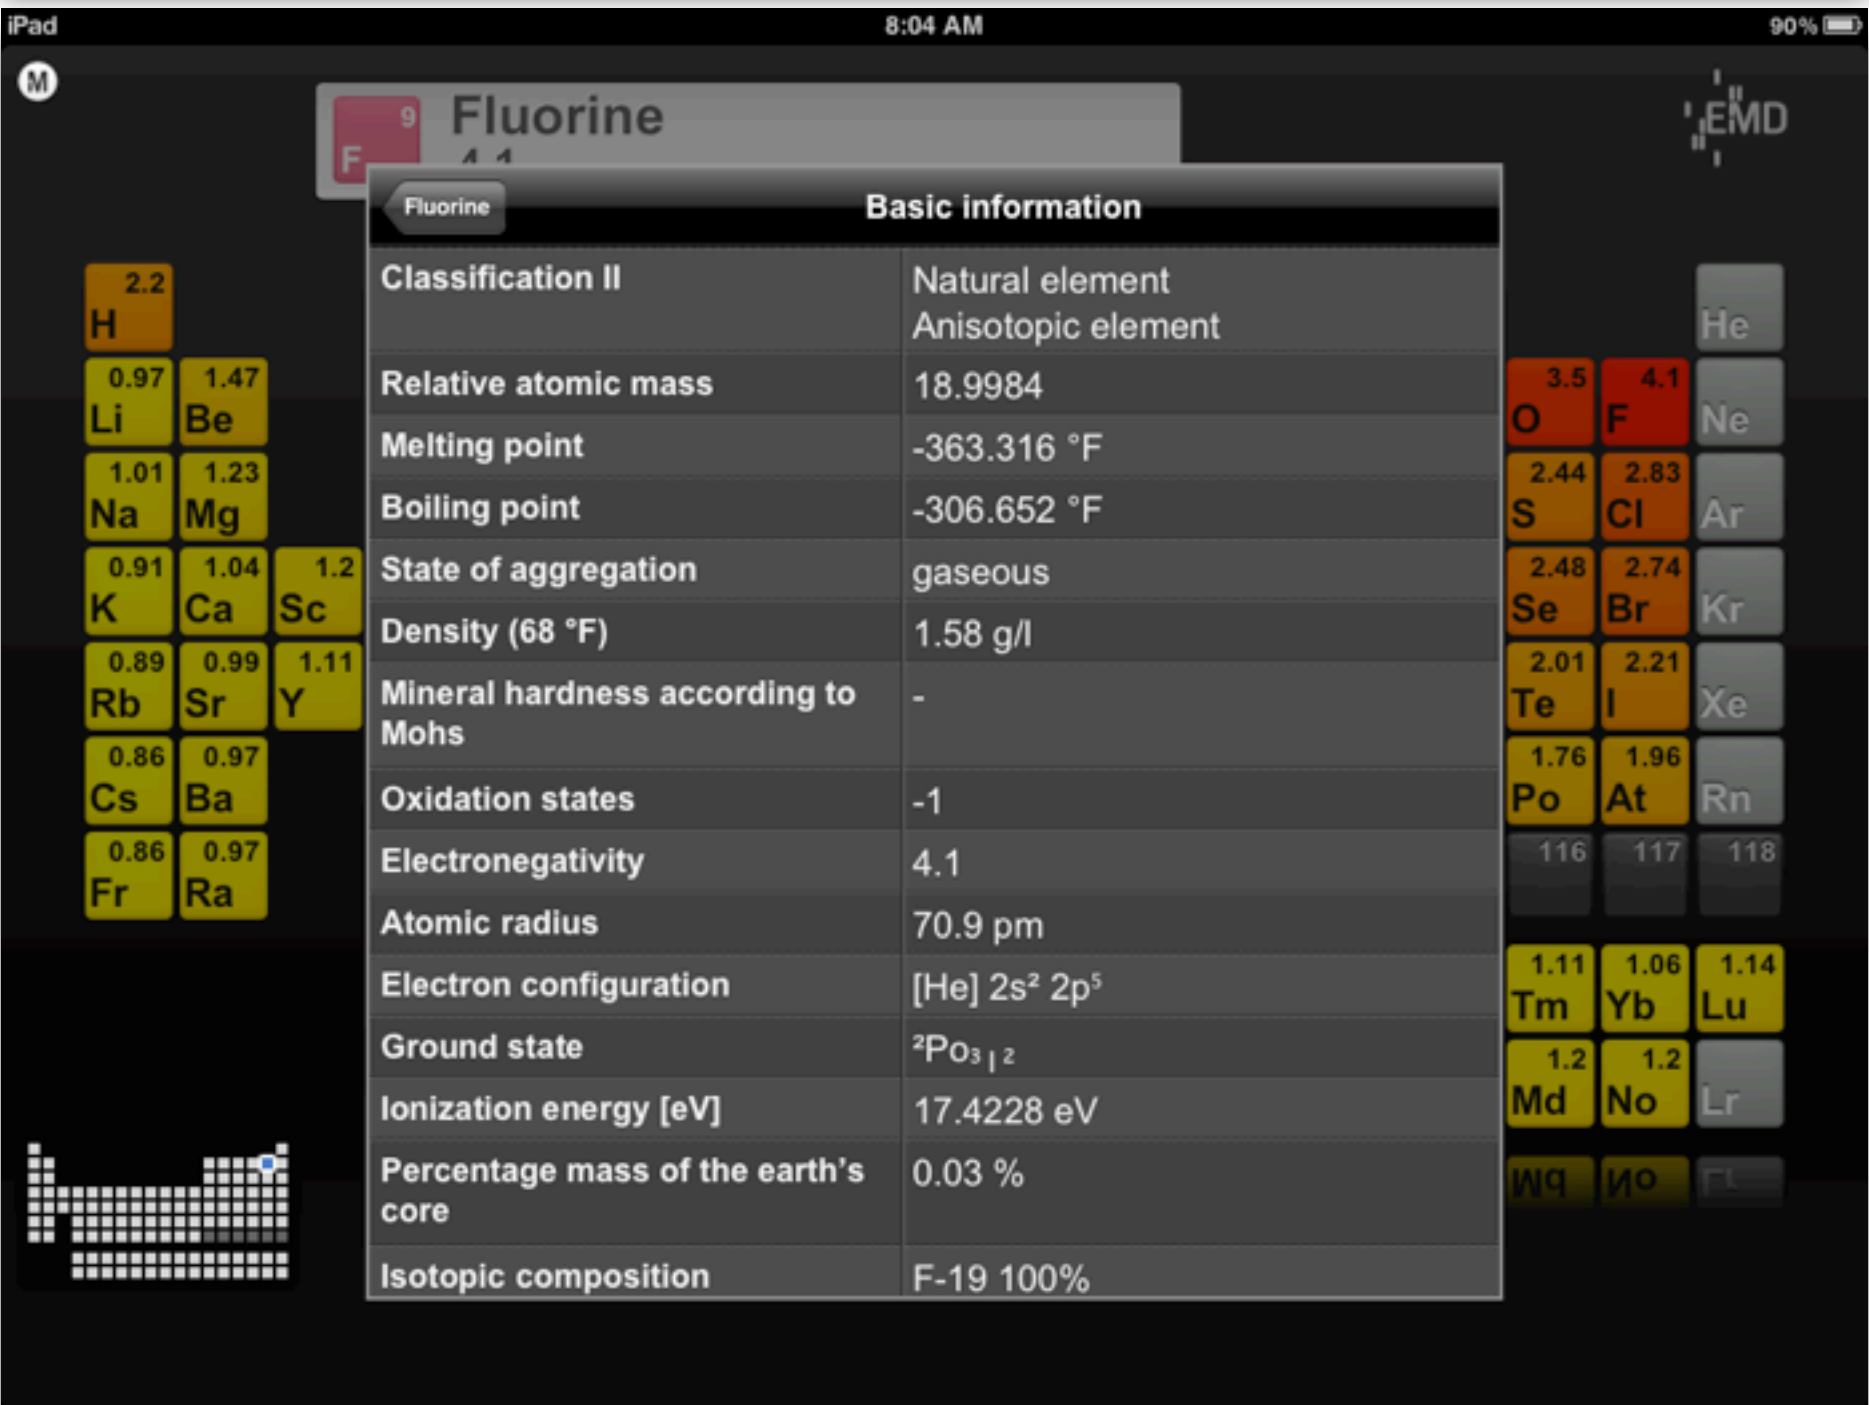 iPad
8:04 AM
90%
M
9
Fluorine
F
4.1
EMD
Fluorine
Basic information
Classification II
Natural element
Anisotopic element
Relative atomic mass
18.9984
Melting point
-363.316 °F
Boiling point
-306.652 °F
State of aggregation
gaseous
Density (68 °F)
1.58 g/l
Mineral hardness according to
Mohs
-
Oxidation states
-1
Electronegativity
4.1
Atomic radius
70.9 pm
Electron configuration
[He] 2s² 2p⁵
Ground state
²Po₃ | ₂
Ionization energy [eV]
17.4228 eV
Percentage mass of the earth's
core
0.03 %
Isotopic composition
F-19 100%
2.2
H
0.97 1.47
Li Be
1.01 1.23
Na Mg
0.91 1.04 1.2
K Ca Sc
0.89 0.99 1.11
Rb Sr Y
0.86 0.97
Cs Ba
0.86 0.97
Fr Ra
He
3.5 4.1
O F Ne
2.44 2.83
S Cl Ar
2.48 2.74
Se Br Kr
2.01 2.21
Te I Xe
1.76 1.96
Po At Rn
116 117 118
1.11 1.06 1.14
Tm Yb Lu
1.2 1.2
Md No Lr